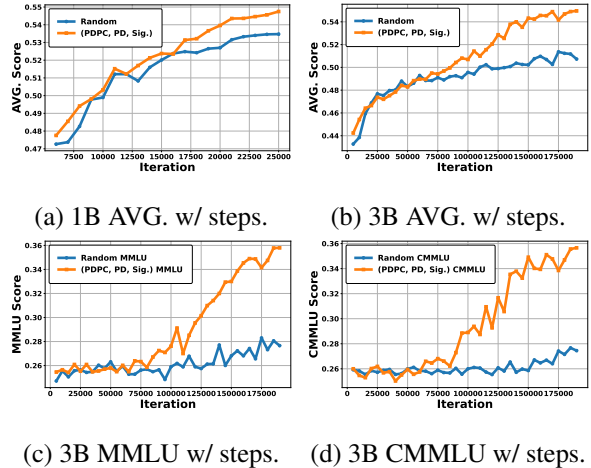 0.55
0.54
0.53
0.52
0.51
0.50
0.49
0.48
0.47
AVG. Score
Random
(PDPC, PD, Sig.)
7500 10000 12500 15000 17500 20000 22500 25000
Iteration
(a) 1B AVG. w/ steps.
0.54
0.52
0.50
0.48
0.46
0.44
AVG. Score
Random
(PDPC, PD, Sig.)
0 25000 50000 75000 100000 125000 150000 175000
Iteration
(b) 3B AVG. w/ steps.
0.36
0.34
0.32
0.30
0.28
0.26
MMLU Score
Random MMLU
(PDPC, PD, Sig.) MMLU
0 25000 50000 75000 100000 125000 150000 175000
Iteration
(c) 3B MMLU w/ steps.
0.36
0.34
0.32
0.30
0.28
0.26
CMMLU Score
Random CMMLU
(PDPC, PD, Sig.) CMMLU
0 25000 50000 75000 100000 125000 150000 175000
Iteration
(d) 3B CMMLU w/ steps.